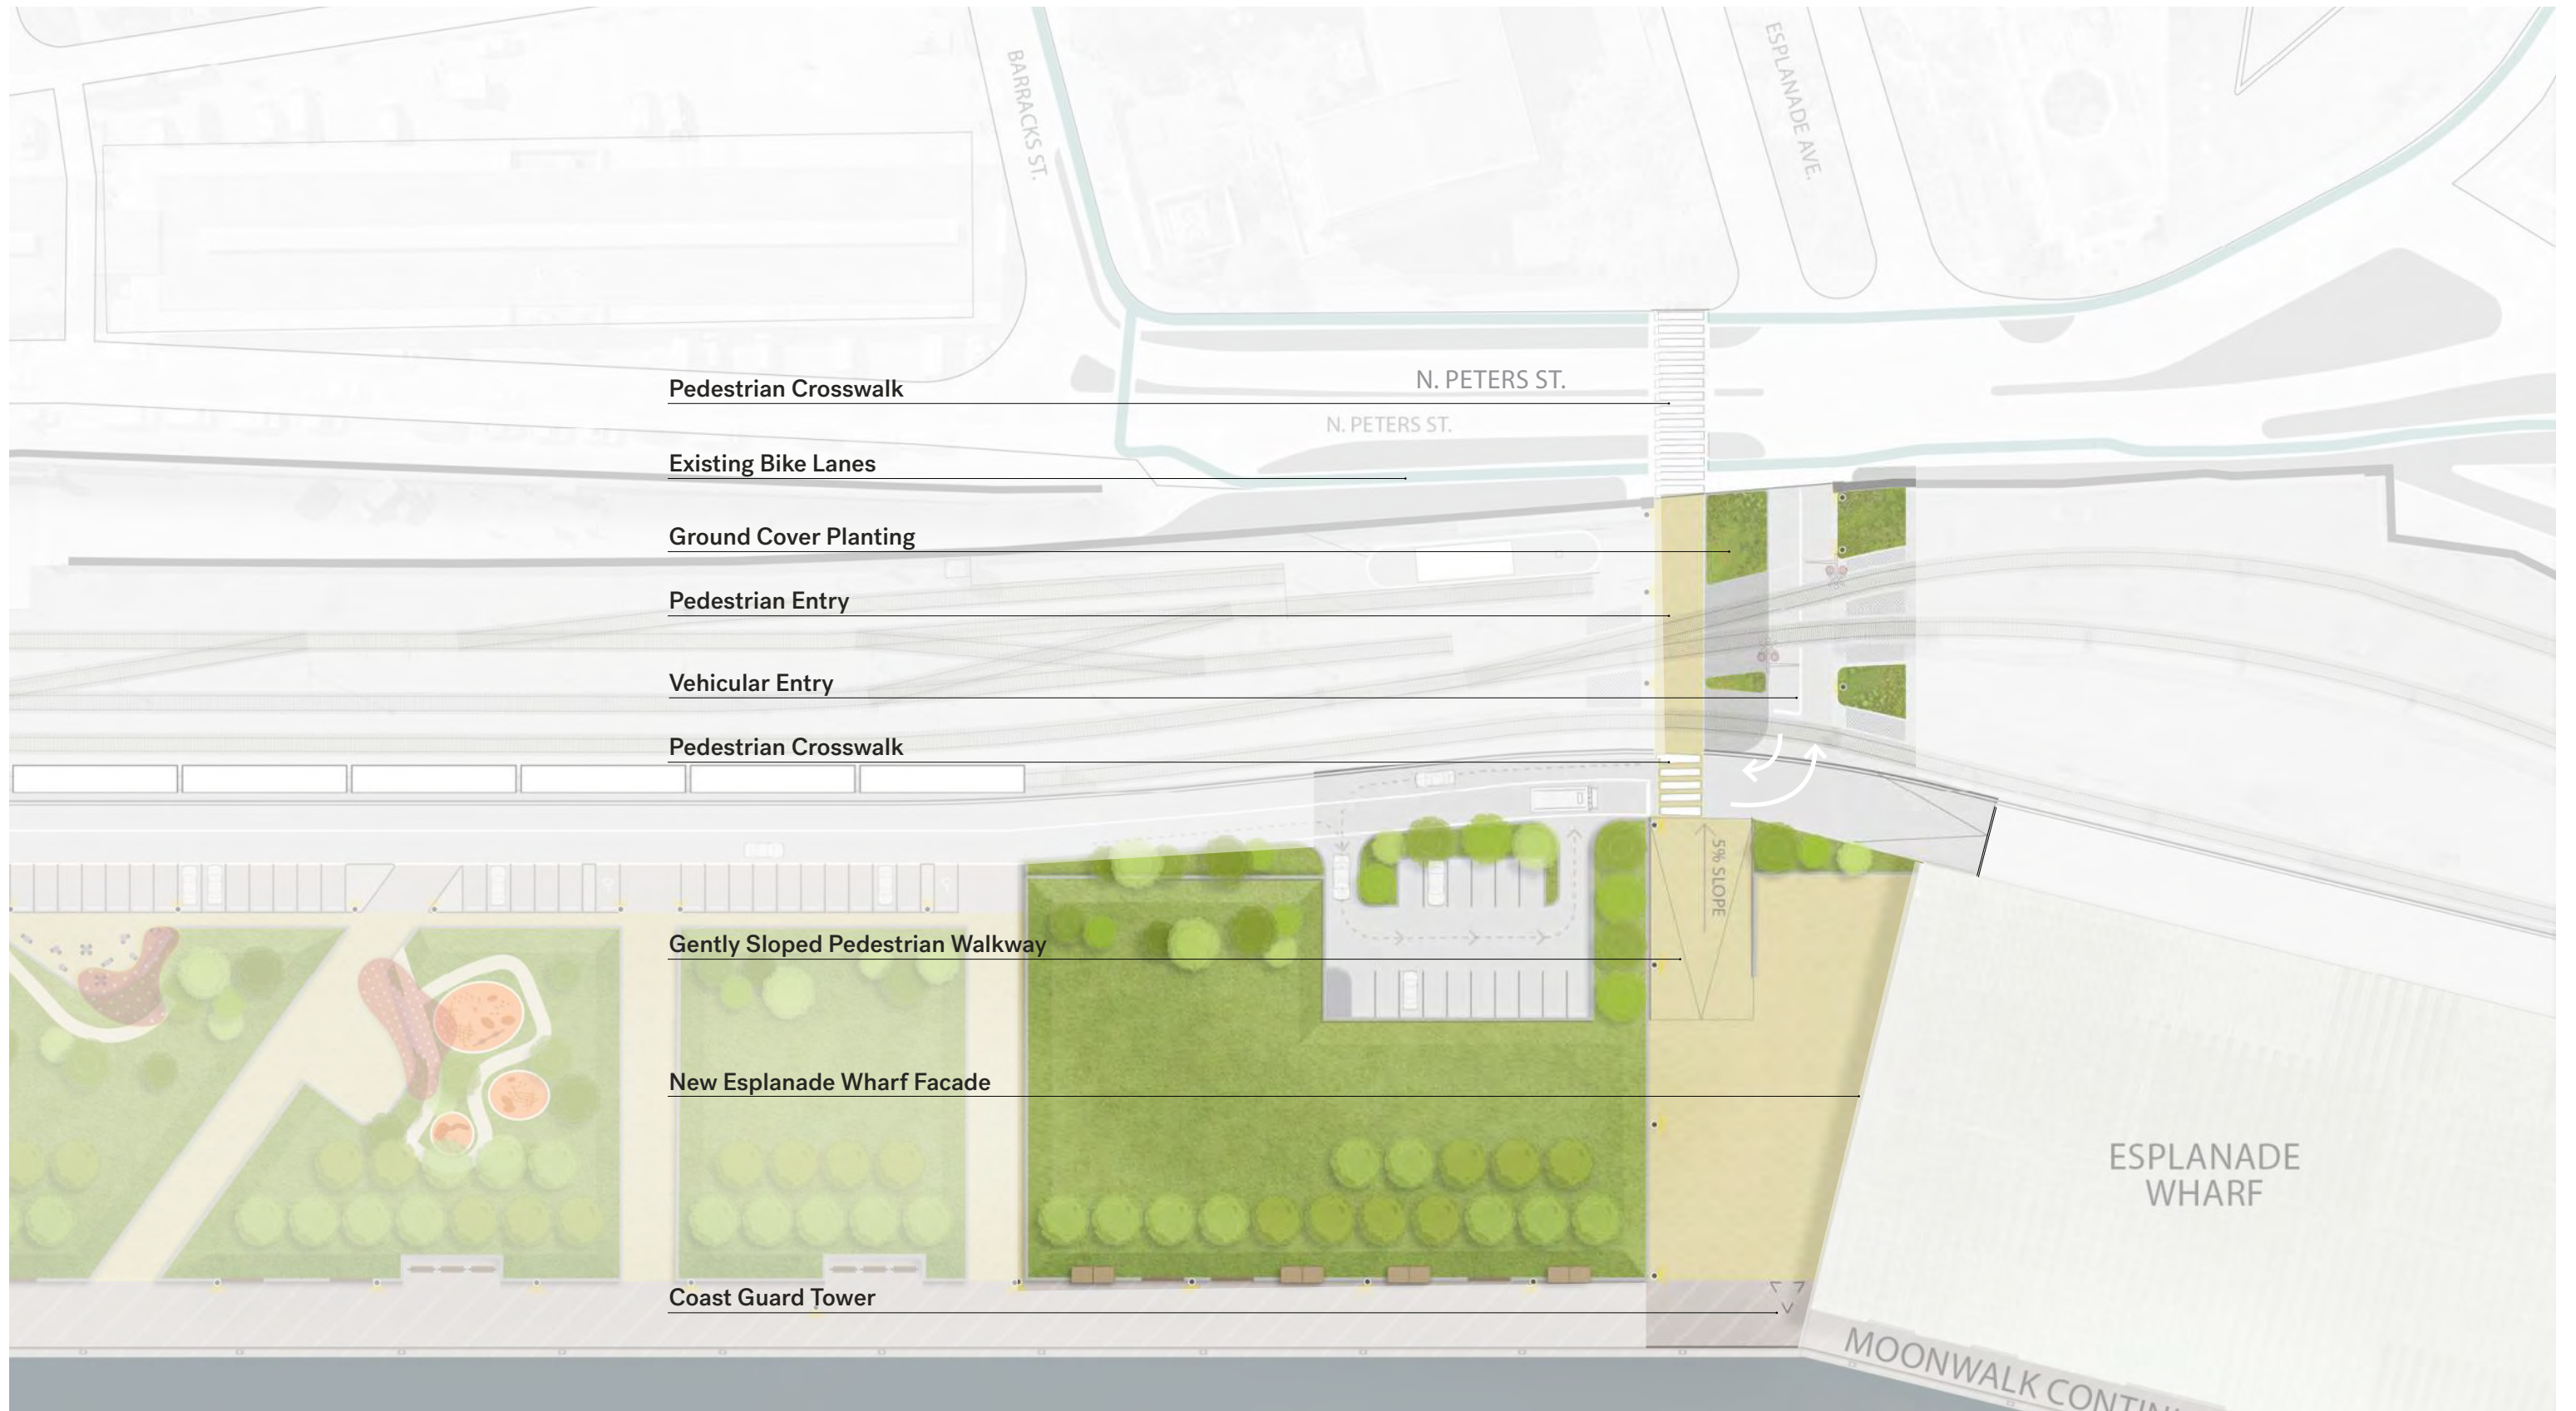 BARRACKS ST.
ESPLANADE AVE.
Pedestrian Crosswalk
N. PETERS ST.
N. PETERS ST.
Existing Bike Lanes
Ground Cover Planting
Pedestrian Entry
Vehicular Entry
Pedestrian Crosswalk
5% SLOPE
Gently Sloped Pedestrian Walkway
New Esplanade Wharf Facade
ESPLANADE
WHARF
Coast Guard Tower
MOONWALK